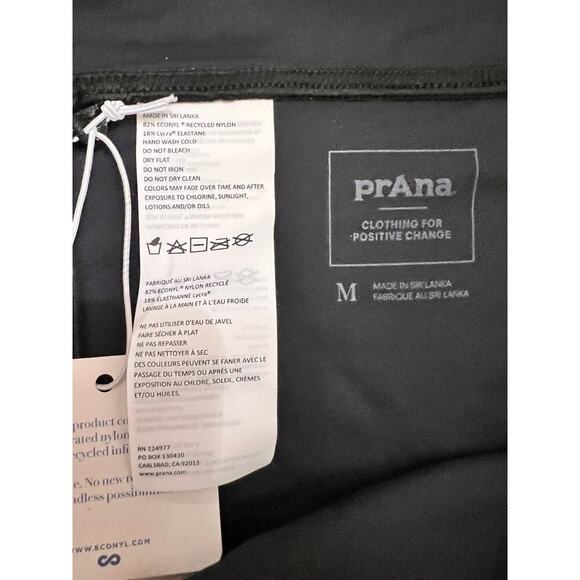 MADE IN SRI LANKA
82% ECONYL® RECYCLED NYLON
18% Lycra® ELASTANE
HAND WASH COLD
DO NOT BLEACH
DRY FLAT
DO NOT IRON
DO NOT DRY CLEAN
COLORS MAY FADE OVER TIME AND AFTER
EXPOSURE TO CHLORINE, SUNLIGHT,
LOTIONS AND/OR OILS
FABRIQUÉ AU SRI LANKA
82% ECONYL® NYLON RECYCLÉ
18% ÉLASTHANNE Lycra®
LAVAGE À LA MAIN ET À L'EAU FROIDE
NE PAS UTILISER D'EAU DE JAVEL
FAIRE SÉCHER À PLAT
NE PAS REPASSER
NE PAS NETTOYER À SEC
DES COULEURS PEUVENT SE FANER AVEC LE
PASSAGE DU TEMPS OU APRÈS UNE
EXPOSITION AU CHLORE, SOLEIL, CRÈMES
ET/OU HUILES.
RN 124977
PO BOX 130430
CARLSBAD, CA 92013
www.prana.com
prAna
CLOTHING FOR
POSITIVE CHANGE
M
MADE IN SRI LANKA
FABRIQUE AU SRI LANKA
product co
rated nylon
ecycled infi
e. No new r
ndless possibilities
WW.ECONYL.COM